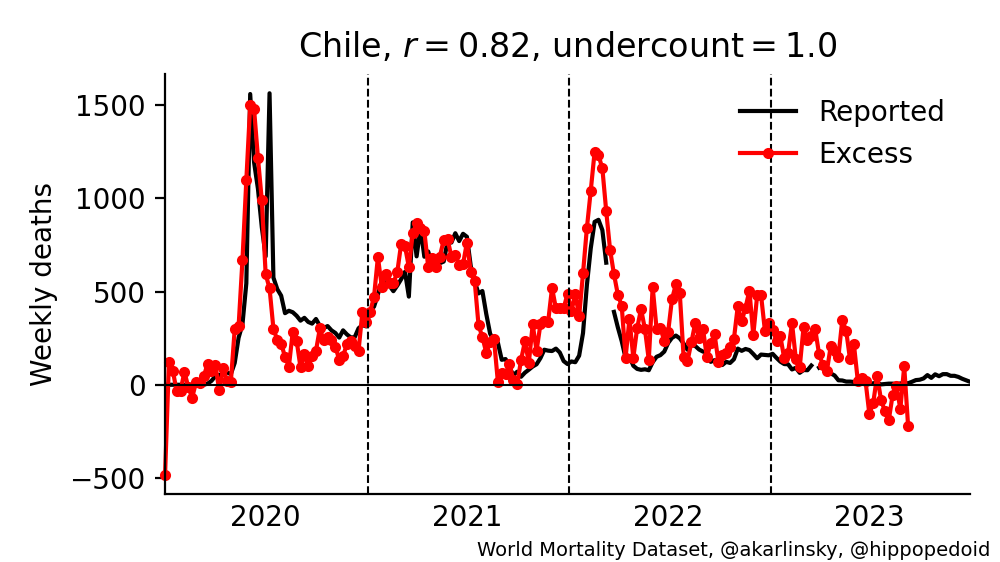 Chile, r = 0.82, undercount = 1.0
Weekly deaths
1500
1000
500
0
−500
Reported
Excess
2020 2021 2022 2023
World Mortality Dataset, @akarlinsky, @hippopedoid